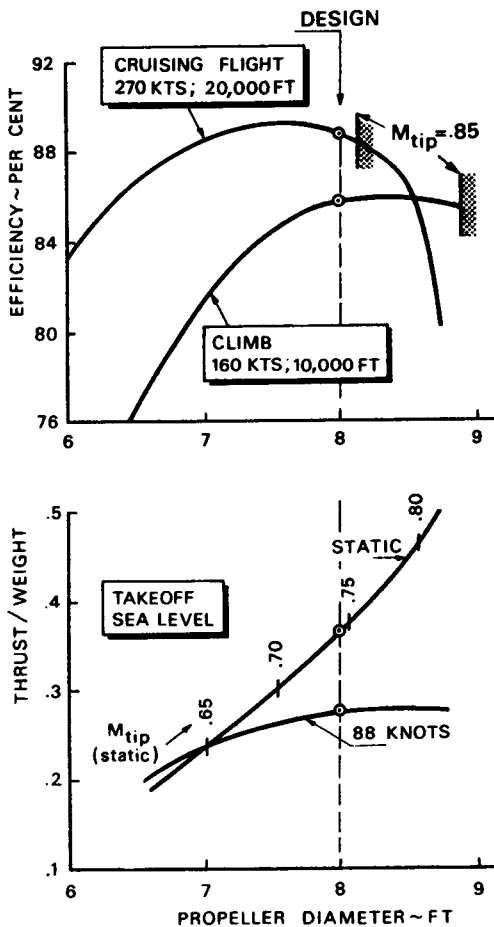 DESIGN
92
CRUISING FLIGHT
270 KTS; 20,000 FT
M tip = .85
88
EFFICIENCY ~ PER CENT
84
80
CLIMB
160 KTS; 10,000 FT
76
6 7 8 9
.5
.80
STATIC
.75
THRUST/WEIGHT
.4
TAKEOFF
SEA LEVEL
.70
.3
.65
M tip
(static)
88 KNOTS
.2
.1
6 7 8 9
PROPELLER DIAMETER ~ FT